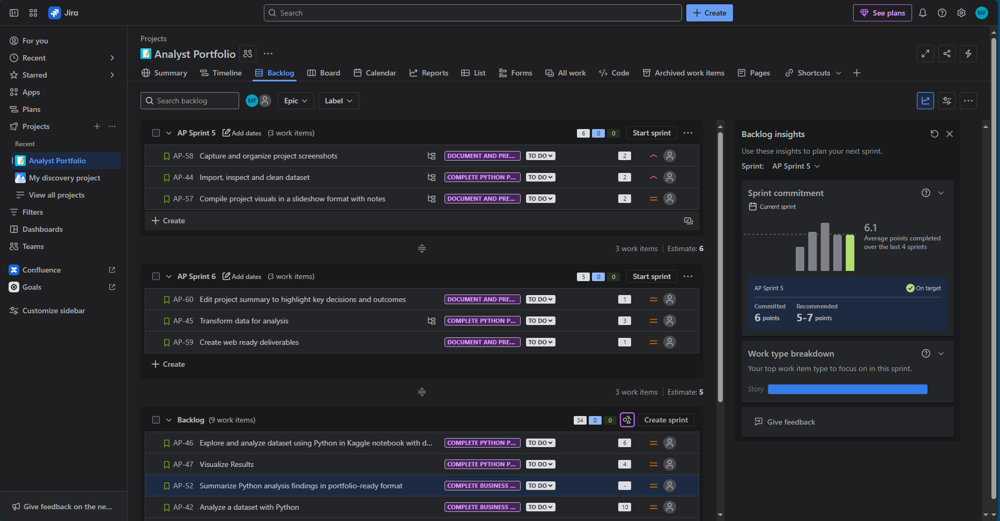 Jira
Search
Create
See plans
MF
For you
Recent
Starred
Apps
Plans
Projects
Recent
Analyst Portfolio
My discovery project
View all projects
Filters
Dashboards
Teams
Confluence
Goals
Customize sidebar
Give feedback on the ne...
Projects
Analyst Portfolio
Summary Timeline Backlog Board Calendar Reports List Forms All work Code Archived work items Pages Shortcuts
Search backlog MF Epic Label
AP Sprint 5 Add dates (3 work items) 6 0 0 Start sprint
AP-58 Capture and organize project screenshots DOCUMENT AND PRE... TO DO 2
AP-44 Import, inspect and clean dataset COMPLETE PYTHON P... TO DO 2
AP-57 Compile project visuals in a slideshow format with notes DOCUMENT AND PRE... TO DO 2
Create
3 work items Estimate: 6
AP Sprint 6 Add dates (3 work items) 5 0 0 Start sprint
AP-60 Edit project summary to highlight key decisions and outcomes DOCUMENT AND PRE... TO DO 1
AP-45 Transform data for analysis COMPLETE PYTHON P... TO DO 3
AP-59 Create web ready deliverables DOCUMENT AND PRE... TO DO 1
Create
3 work items Estimate: 5
Backlog (9 work items) 34 0 0 Create sprint
AP-46 Explore and analyze dataset using Python in Kaggle notebook with d... COMPLETE PYTHON P... TO DO 6
AP-47 Visualize Results COMPLETE PYTHON P... TO DO 4
AP-52 Summarize Python analysis findings in portfolio-ready format COMPLETE BUSINESS ... TO DO -
AP-42 Analyze a dataset with Python COMPLETE BUSINESS ... TO DO 10
Backlog insights
Use these insights to plan your next sprint.
Sprint: AP Sprint 5
Sprint commitment
Current sprint
6.1
Average points completed
over the last 4 sprints
AP Sprint 5 On target
Committed Recommended
6 points 5-7 points
Work type breakdown
Your top work item type to focus on in this sprint.
Story
Give feedback